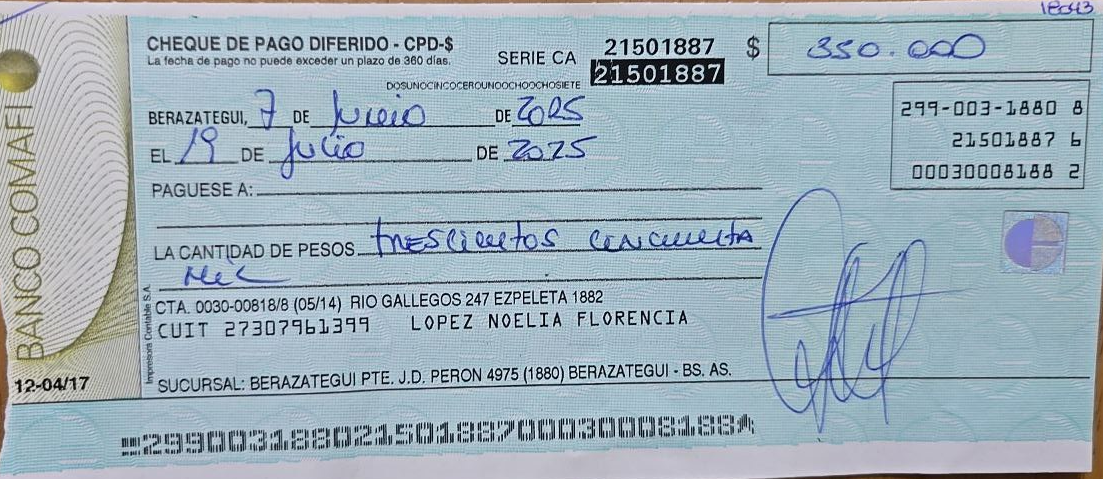 18043
CHEQUE DE PAGO DIFERIDO - CPD-$
La fecha de pago no puede exceder un plazo de 360 días.
SERIE CA
21501887
21501887
$ 350.000
DOSUNOCINCOCEROUNOOCHOOCHOSIETE
BERAZATEGUI, 7 DE Junio DE 2025
EL 19 DE Julio DE 2025
299-003-1880 8
21501887 6
00030008188 2
PAGUESE A:
LA CANTIDAD DE PESOS trescientos cincuenta
mil
CTA. 0030-00818/8 (05/14) RIO GALLEGOS 247 EZPELETA 1882
CUIT 27307961399 LOPEZ NOELIA FLORENCIA
SUCURSAL: BERAZATEGUI PTE. J.D. PERON 4975 (1880) BERAZATEGUI - BS. AS.
BANCO COMAFI
12-04/17
Impresora Contable S.A.
29900318802150188700030008188